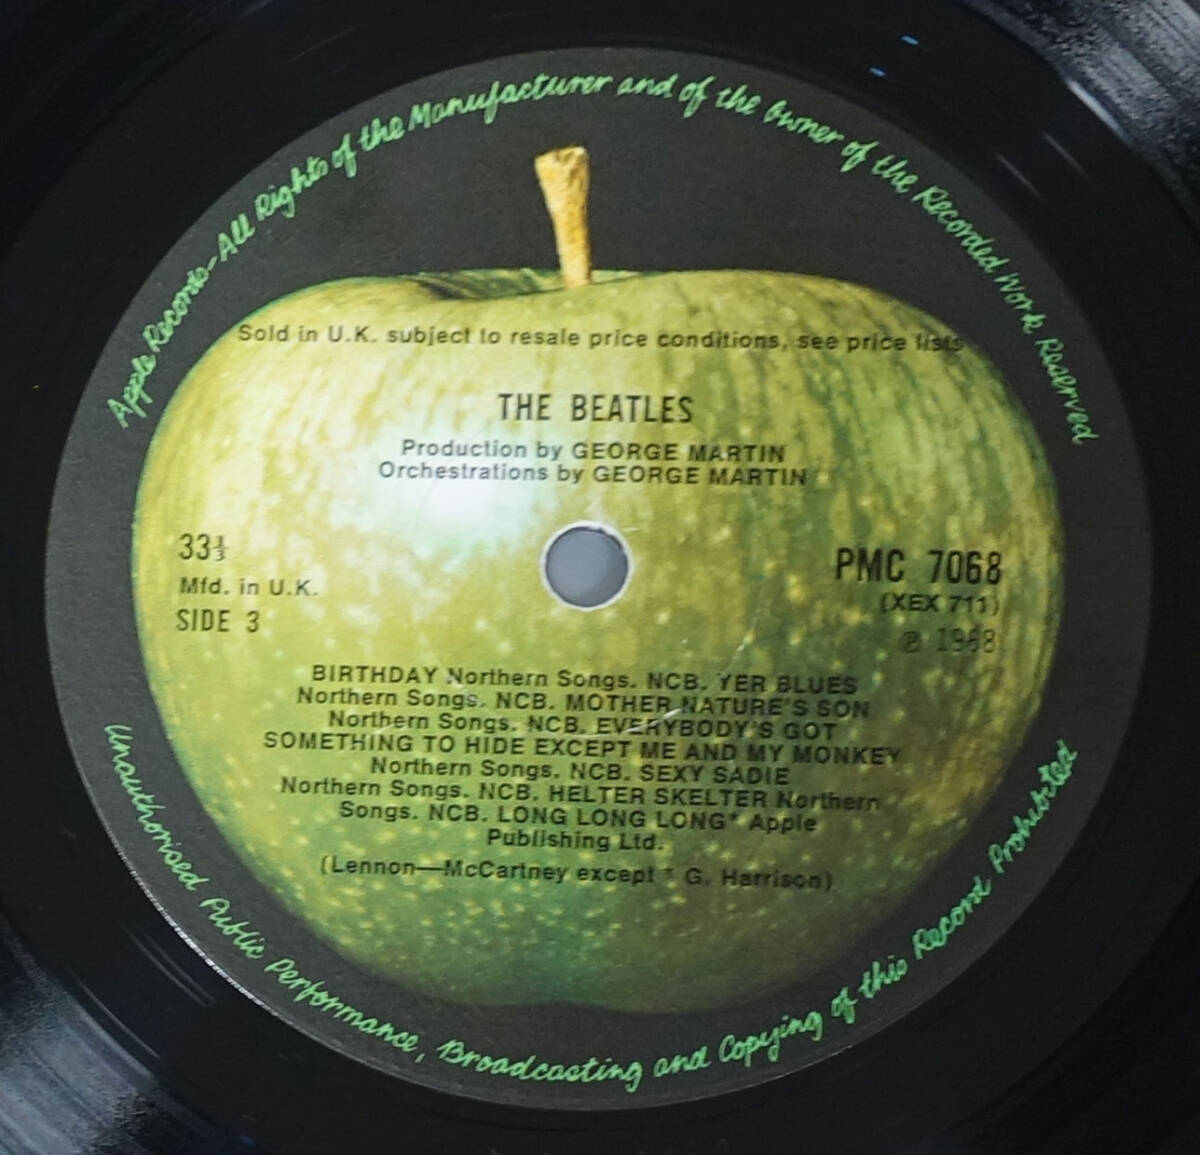 Apple Records-All Rights of the Manufacturer and of the Owner of the Recorded Work Reserved
Sold in U.K. subject to resale price conditions, see price lists
THE BEATLES
Production by GEORGE MARTIN
Orchestrations by GEORGE MARTIN
33⅓
Mfd. in U.K.
SIDE 3
PMC 7068
(XEX 711)
℗ 1968
BIRTHDAY Northern Songs. NCB. YER BLUES
Northern Songs. NCB. MOTHER NATURE'S SON
Northern Songs. NCB. EVERYBODY'S GOT
SOMETHING TO HIDE EXCEPT ME AND MY MONKEY
Northern Songs. NCB. SEXY SADIE
Northern Songs. NCB. HELTER SKELTER Northern
Songs. NCB. LONG LONG LONG* Apple
Publishing Ltd.
(Lennon—McCartney except * G. Harrison)
Unauthorised Public Performance, Broadcasting and Copying of this Record Prohibited